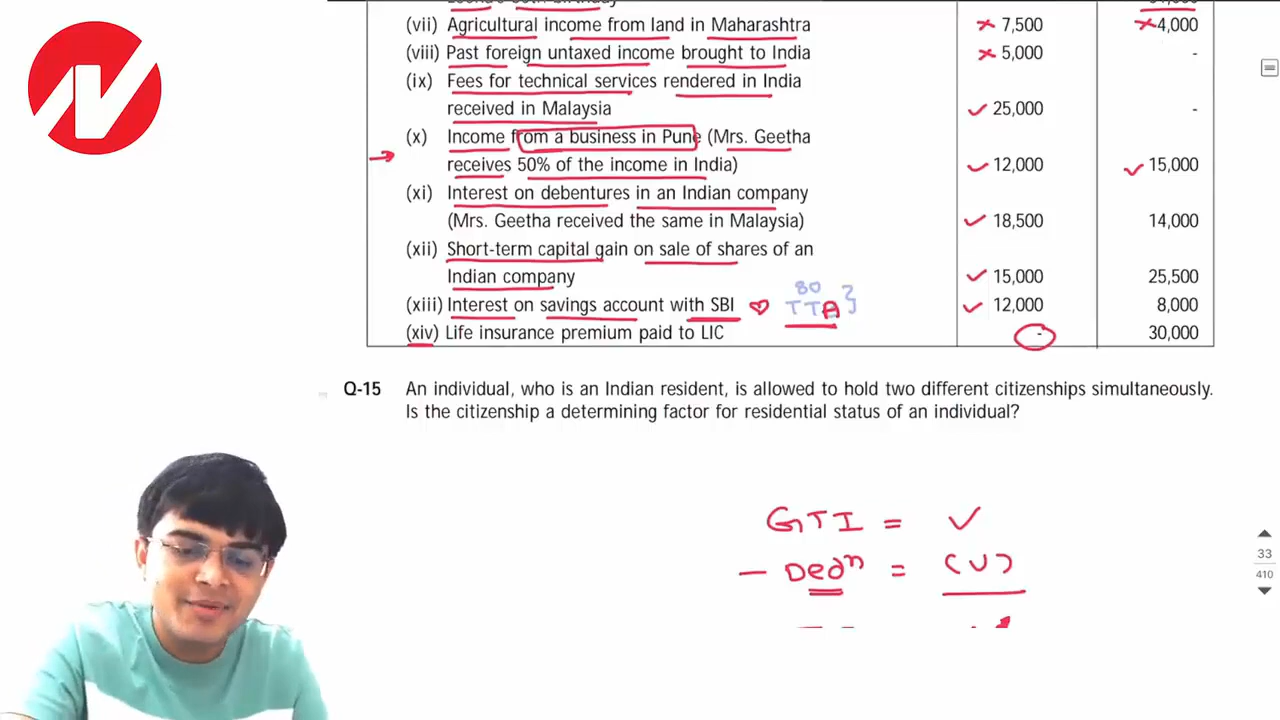 (vii) Agricultural income from land in Maharashtra 7,500 4,000
(viii) Past foreign untaxed income brought to India 5,000 -
(ix) Fees for technical services rendered in India
received in Malaysia 25,000 -
(x) Income from a business in Pune (Mrs. Geetha
receives 50% of the income in India) 12,000 15,000
(xi) Interest on debentures in an Indian company
(Mrs. Geetha received the same in Malaysia) 18,500 14,000
(xii) Short-term capital gain on sale of shares of an
Indian company 15,000 25,500
80
(xiii) Interest on savings account with SBI TTA } 12,000 8,000
(xiv) Life insurance premium paid to LIC - 30,000
Q-15 An individual, who is an Indian resident, is allowed to hold two different citizenships simultaneously.
Is the citizenship a determining factor for residential status of an individual?
GTI = ✓
- Dedⁿ = (✓)
33
410